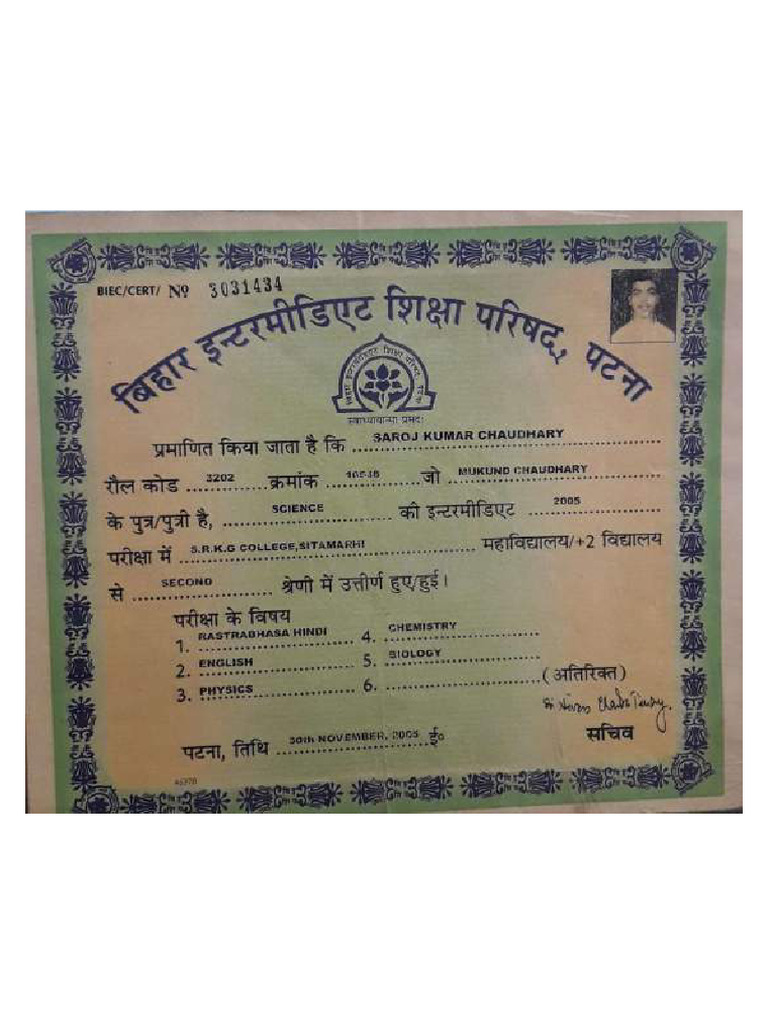 BIEC/CERT/ No 3031434
बिहार इन्टरमीडिएट शिक्षा परिषद्, पटना
प्रमाणित किया जाता है कि SAROJ KUMAR CHAUDHARY
रौल कोड 3202 क्रमांक जो MUKUND CHAUDHARY
के पुत्र/पुत्री है, SCIENCE की इन्टरमीडिएट 2005
परीक्षा में S.R.K.G COLLEGE,SITAMARHI महाविद्यालय/+2 विद्यालय
से SECOND श्रेणी में उत्तीर्ण हुए/हुई।
परीक्षा के विषय
1. RASTRABHASA HINDI 4. CHEMISTRY
2. ENGLISH 5. BIOLOGY
3. PHYSICS 6. (अतिरिक्त)
सचिव
पटना, तिथि 30th NOVEMBER, 2005 ई०